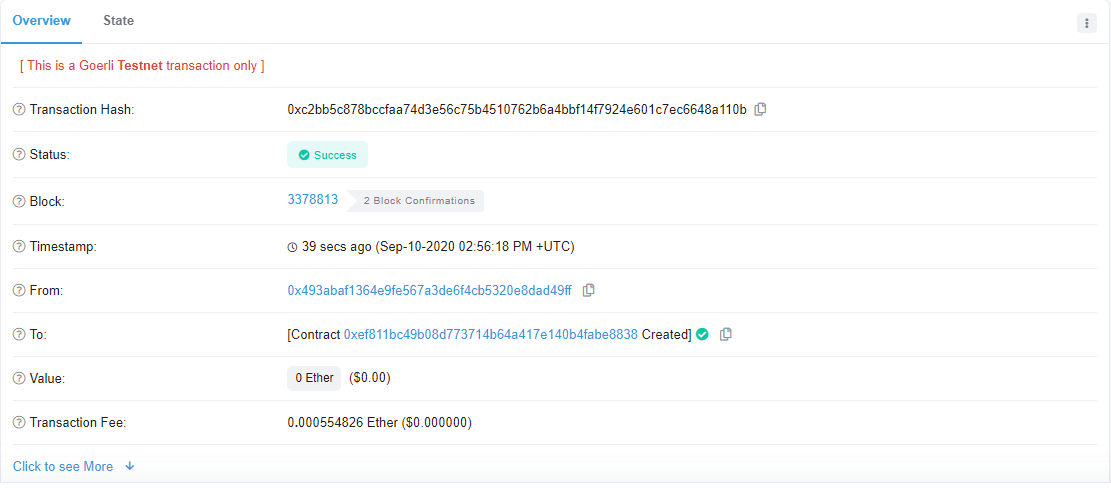 Overview State
[ This is a Goerli Testnet transaction only ]
Transaction Hash: 0xc2bb5c878bccfaa74d3e56c75b4510762b6a4bbf14f7924e601c7ec6648a110b
Status: Success
Block: 3378813 2 Block Confirmations
Timestamp: 39 secs ago (Sep-10-2020 02:56:18 PM +UTC)
From: 0x493abaf1364e9fe567a3de6f4cb5320e8dad49ff
To: [Contract 0xef811bc49b08d773714b64a417e140b4fabe8838 Created]
Value: 0 Ether ($0.00)
Transaction Fee: 0.000554826 Ether ($0.000000)
Click to see More